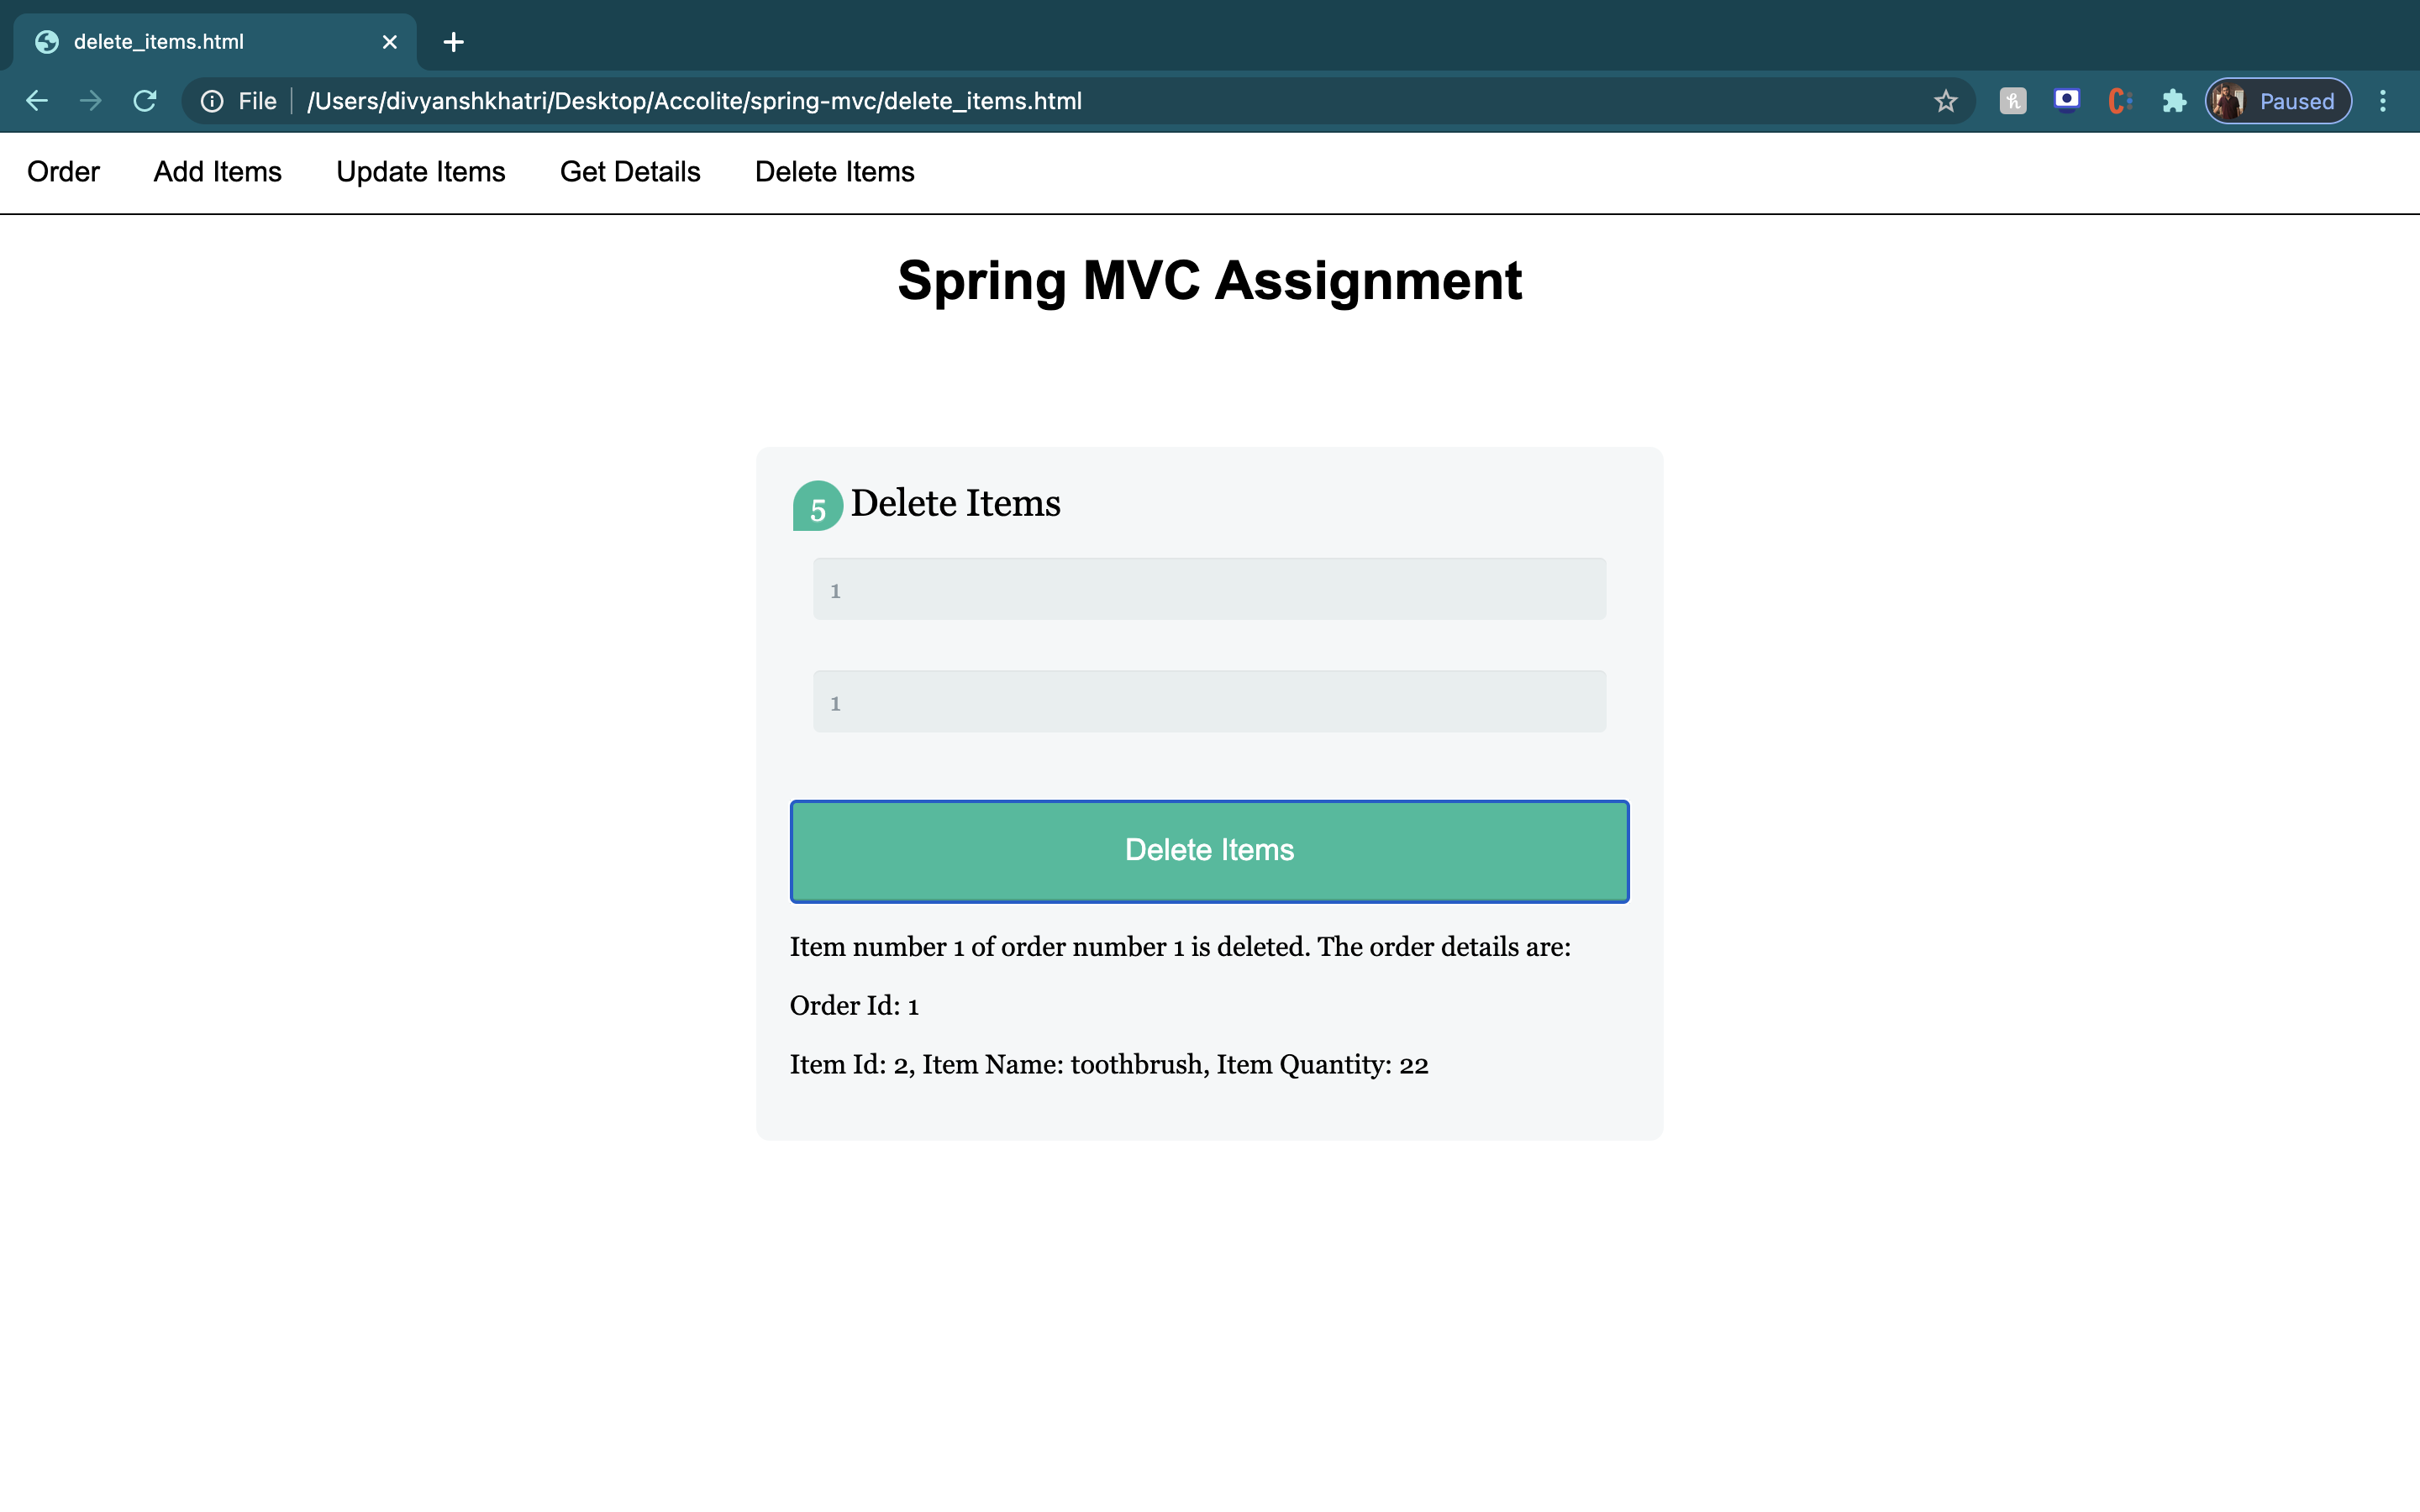 delete_items.html
File /Users/divyanshkhatri/Desktop/Accolite/spring-mvc/delete_items.html Paused
Order Add Items Update Items Get Details Delete Items
Spring MVC Assignment
5 Delete Items
1
1
Delete Items
Item number 1 of order number 1 is deleted. The order details are:
Order Id: 1
Item Id: 2, Item Name: toothbrush, Item Quantity: 22